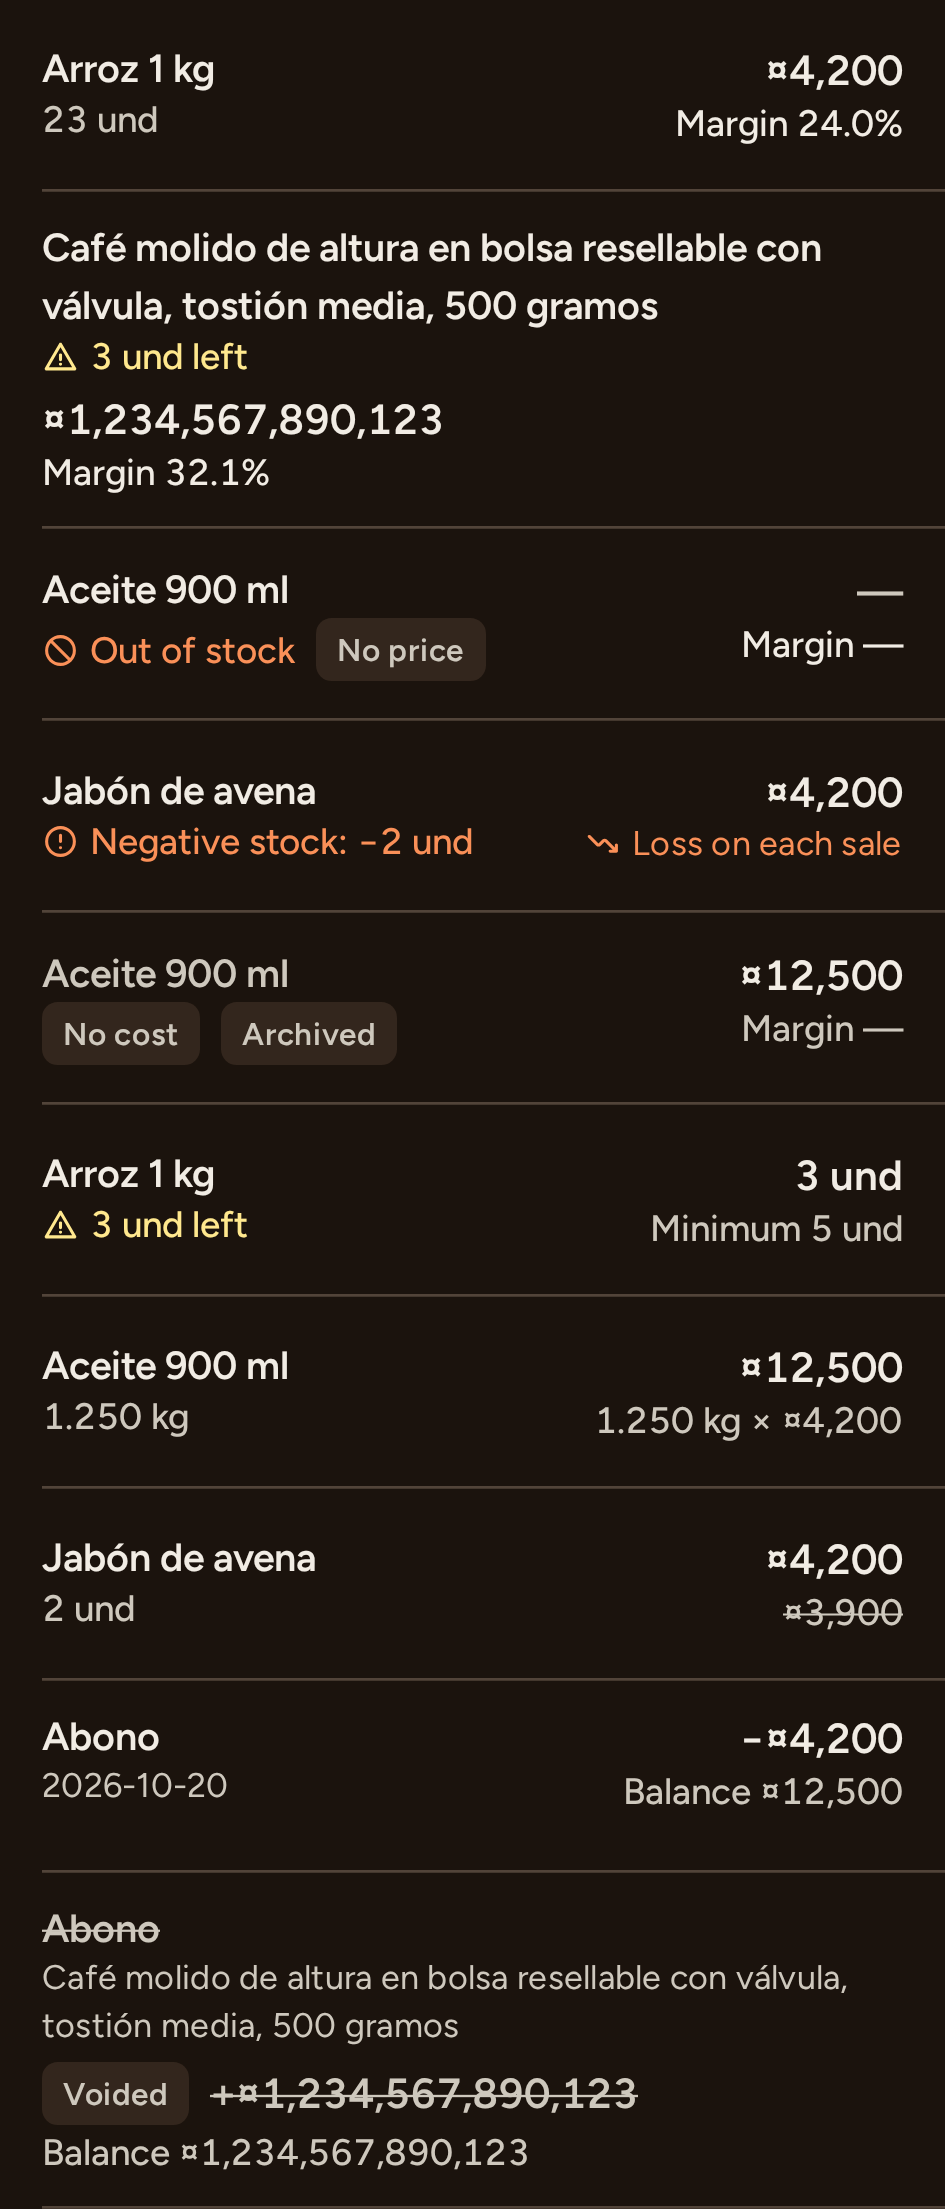 Arroz 1 kg
¤4,200
23 und
Margin 24.0%
Café molido de altura en bolsa resellable con
válvula, tostión media, 500 gramos
3 und left
¤1,234,567,890,123
Margin 32.1%
Aceite 900 ml
—
Out of stock
No price
Margin —
Jabón de avena
¤4,200
Negative stock: −2 und
Loss on each sale
Aceite 900 ml
¤12,500
No cost
Archived
Margin —
Arroz 1 kg
3 und
3 und left
Minimum 5 und
Aceite 900 ml
¤12,500
1.250 kg
1.250 kg × ¤4,200
Jabón de avena
¤4,200
2 und
¤3,900
Abono
−¤4,200
2026-10-20
Balance ¤12,500
Abono
Café molido de altura en bolsa resellable con válvula,
tostión media, 500 gramos
Voided
+¤1,234,567,890,123
Balance ¤1,234,567,890,123